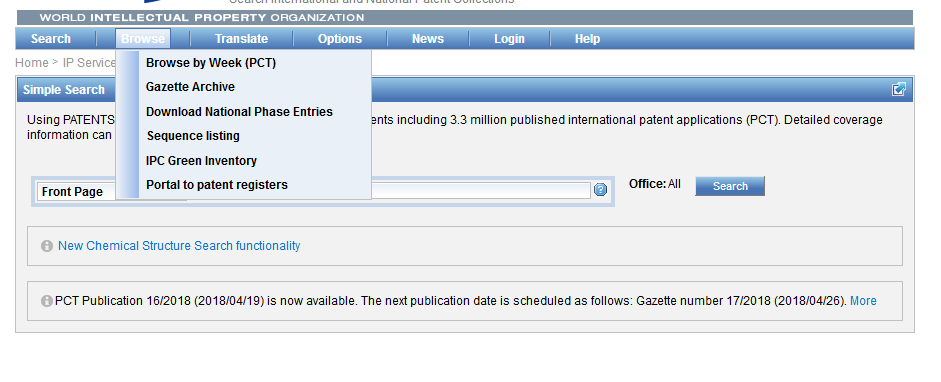 Search International and National Patent Collections
WORLD INTELLECTUAL PROPERTY ORGANIZATION
Search Browse Translate Options News Login Help
Home > IP Service
Browse by Week (PCT)
Gazette Archive
Download National Phase Entries
Sequence listing
IPC Green Inventory
Portal to patent registers
Simple Search
Using PATENTS ents including 3.3 million published international patent applications (PCT). Detailed coverage
information can
Front Page
Office: All Search
New Chemical Structure Search functionality
PCT Publication 16/2018 (2018/04/19) is now available. The next publication date is scheduled as follows: Gazette number 17/2018 (2018/04/26). More